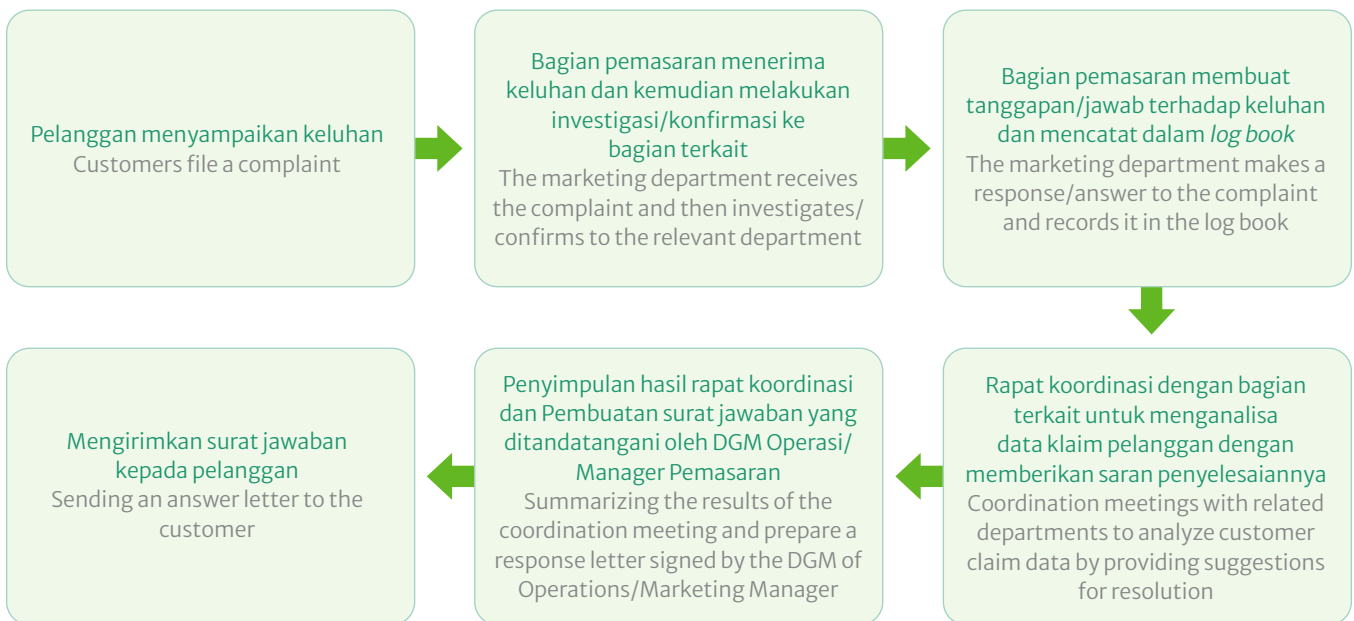 Pelanggan menyampaikan keluhan
Customers file a complaint
Bagian pemasaran menerima
keluhan dan kemudian melakukan
investigasi/konfirmasi ke
bagian terkait
The marketing department receives
the complaint and then investigates/
confirms to the relevant department
Bagian pemasaran membuat
tanggapan/jawab terhadap keluhan
dan mencatat dalam log book
The marketing department makes a
response/answer to the complaint
and records it in the log book
Rapat koordinasi dengan bagian
terkait untuk menganalisa
data klaim pelanggan dengan
memberikan saran penyelesaiannya
Coordination meetings with related
departments to analyze customer
claim data by providing suggestions
for resolution
Penyimpulan hasil rapat koordinasi
dan Pembuatan surat jawaban yang
ditandatangani oleh DGM Operasi/
Manager Pemasaran
Summarizing the results of the
coordination meeting and prepare a
response letter signed by the DGM of
Operations/Marketing Manager
Mengirimkan surat jawaban
kepada pelanggan
Sending an answer letter to the
customer